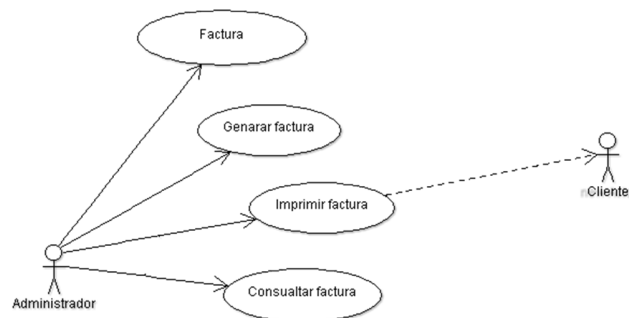 Factura
Genarar factura
Imprimir factura
Cliente
Administrador
Consualtar factura